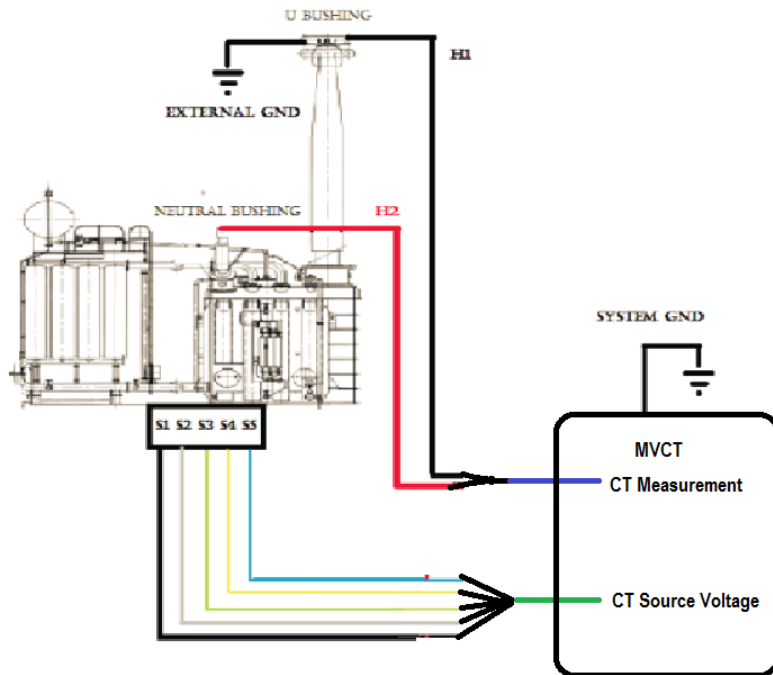 U BUSHING
H1
EXTERNAL GND
NEUTRAL BUSHING
H2
SYSTEM GND
S1 S2 S3 S4 S5
MVCT
CT Measurement
CT Source Voltage